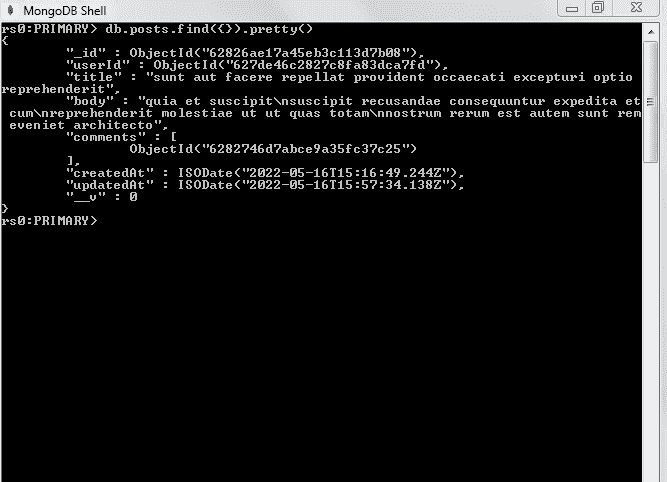 MongoDB Shell
rs0:PRIMARY> db.posts.find({}).pretty()
{
"_id" : ObjectId("62826ae17a45eb3c113d7b08"),
"userId" : ObjectId("627de46c2827c8fa83dca7fd"),
"title" : "sunt aut facere repellat provident occaecati excepturi optio
reprehenderit",
"body" : "quia et suscipit\nsuscipit recusandae consequuntur expedita et
cum\nreprehenderit molestiae ut ut quas totam\nnostrum rerum est autem sunt rem
eveniet architecto",
"comments" : [
ObjectId("6282746d7abce9a35fc37c25")
],
"createdAt" : ISODate("2022-05-16T15:16:49.244Z"),
"updatedAt" : ISODate("2022-05-16T15:57:34.138Z"),
"__v" : 0
}
rs0:PRIMARY>